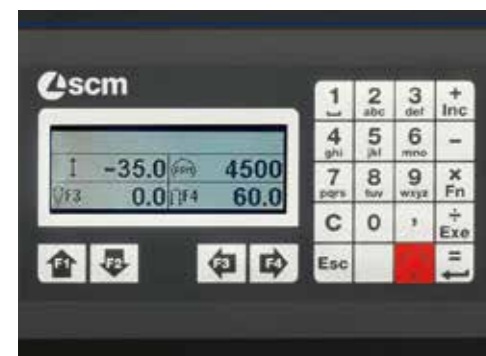 scm
-35.0 rpm 4500
F3 0.0 F4 60.0
F1 F2 F3 F4
1 2 abc 3 def + Inc
4 ghi 5 jkl 6 mno -
7 pqrs 8 tuv 9 wxyz × Fn
C 0 , ÷ Exe
Esc =